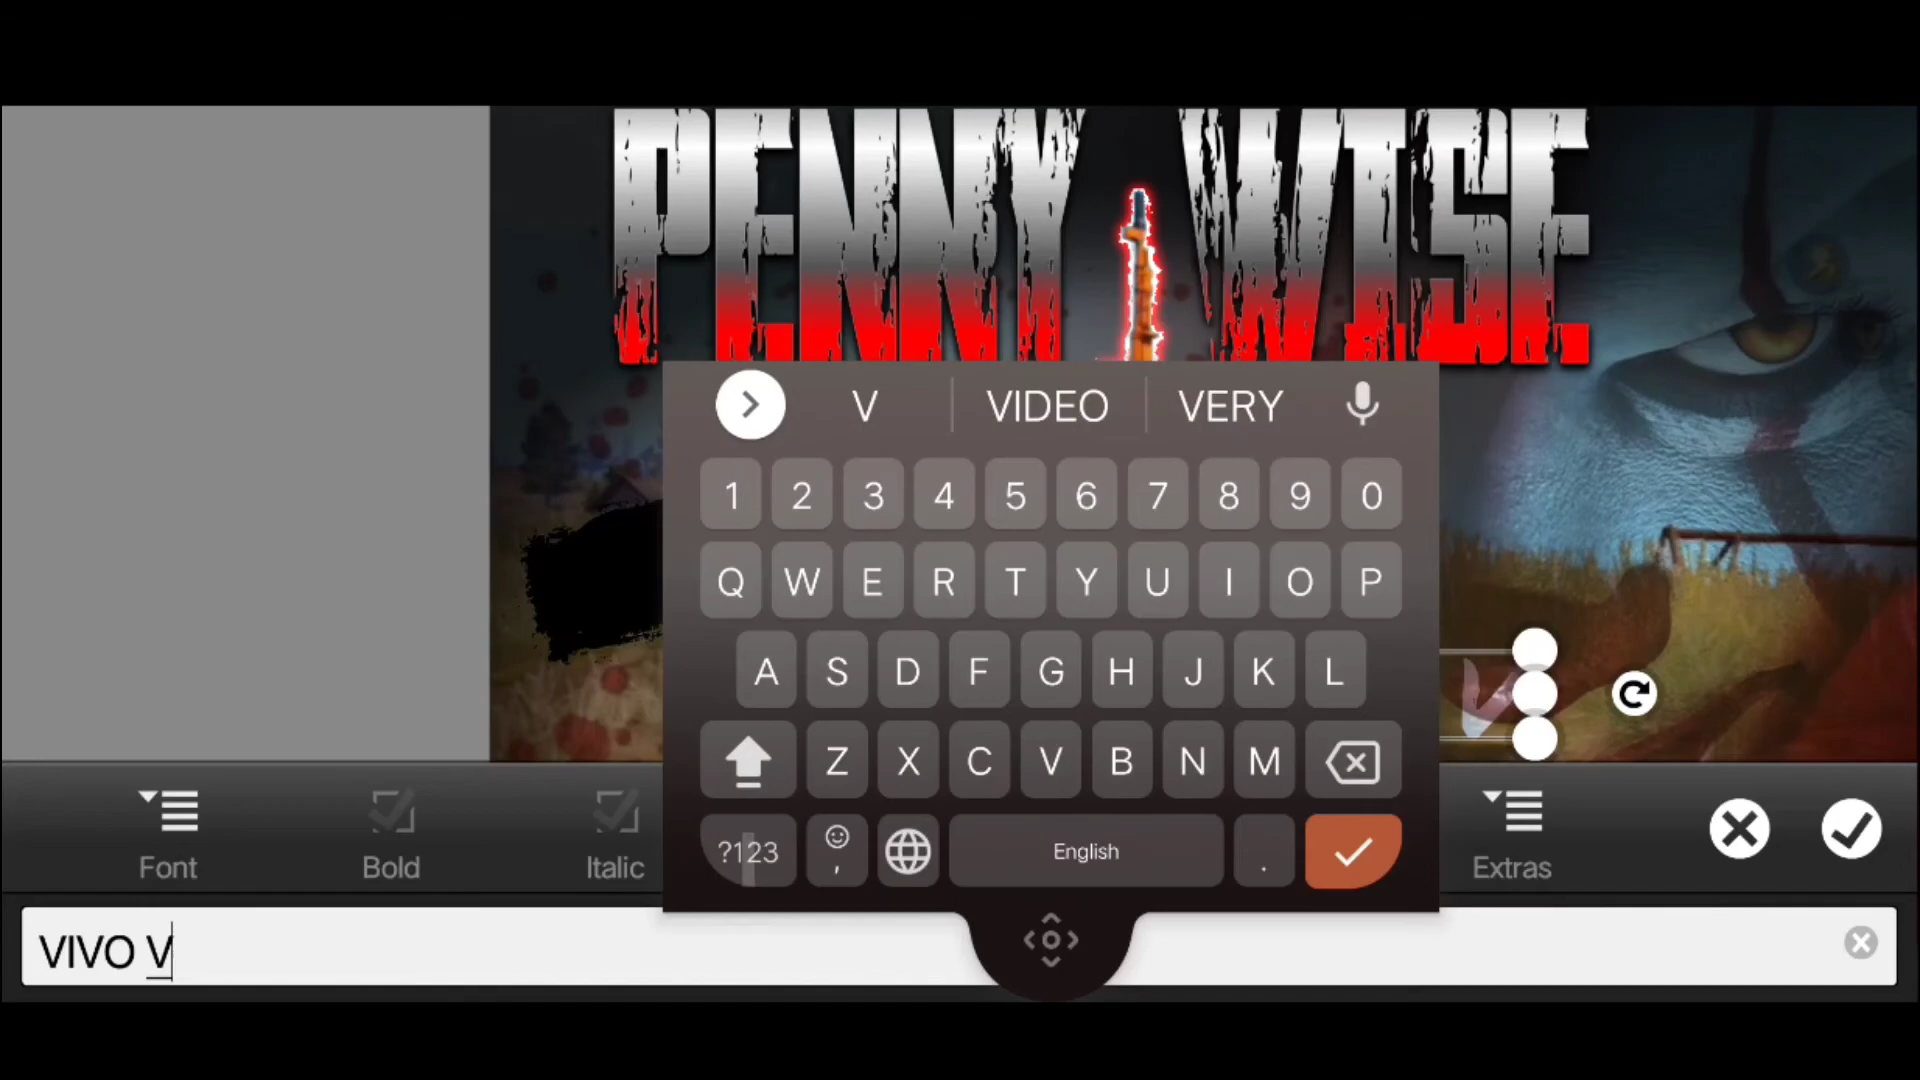 PENNY WISE
V VIDEO VERY
1 2 3 4 5 6 7 8 9 0
Q W E R T Y U I O P
A S D F G H J K L
Z X C V B N M
?123 , English .
Font Bold Italic Extras
VIVO V